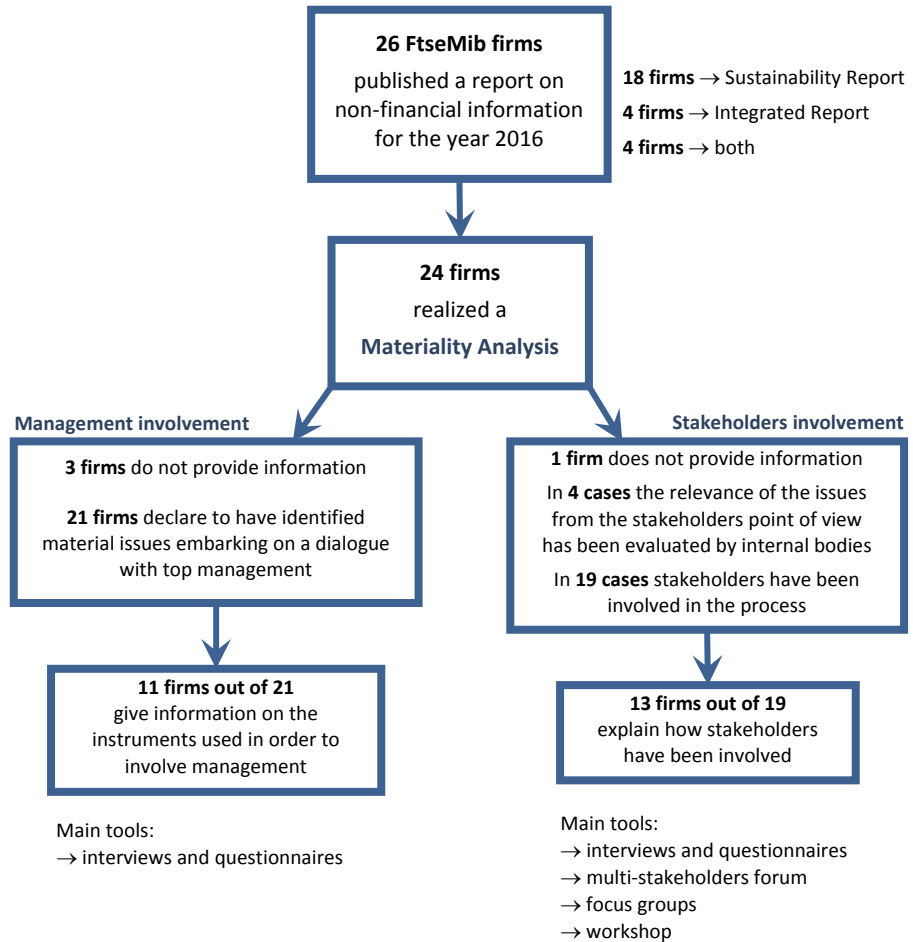 26 FtseMib firms
published a report on
non-financial information
for the year 2016
18 firms → Sustainability Report
4 firms → Integrated Report
4 firms → both
24 firms
realized a
Materiality Analysis
Management involvement
3 firms do not provide information
21 firms declare to have identified
material issues embarking on a dialogue
with top management
11 firms out of 21
give information on the
instruments used in order to
involve management
Main tools:
→ interviews and questionnaires
Stakeholders involvement
1 firm does not provide information
In 4 cases the relevance of the issues
from the stakeholders point of view
has been evaluated by internal bodies
In 19 cases stakeholders have been
involved in the process
13 firms out of 19
explain how stakeholders
have been involved
Main tools:
→ interviews and questionnaires
→ multi-stakeholders forum
→ focus groups
→ workshop